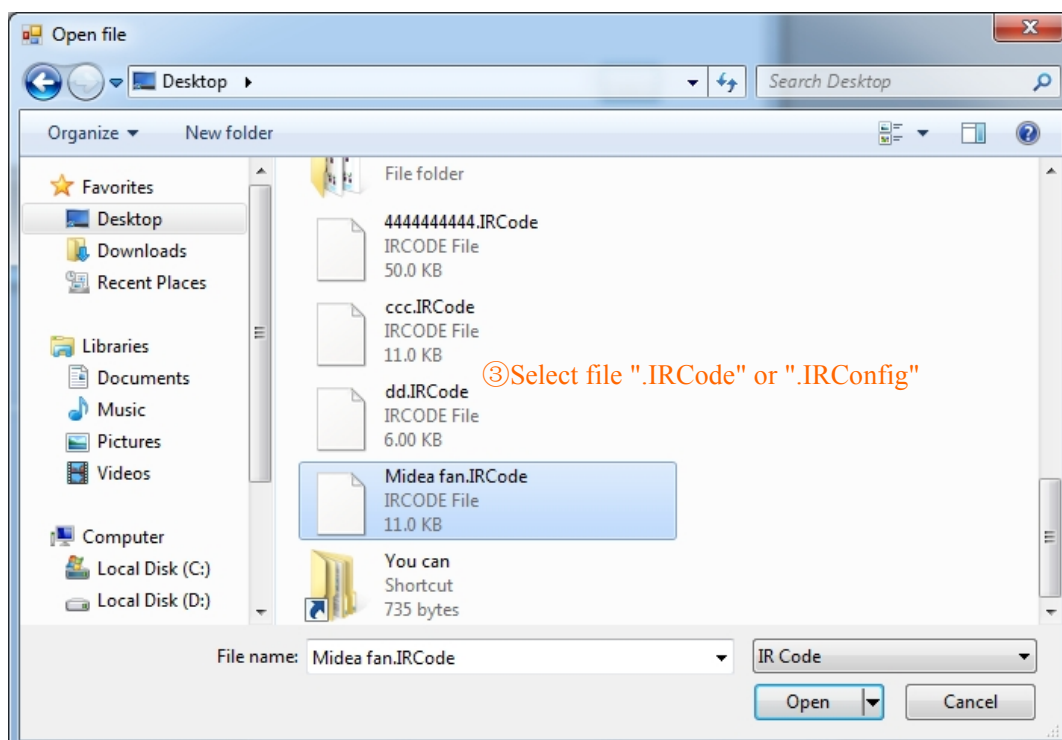 Open file
Desktop
Search Desktop
Organize
New folder
Favorites
Desktop
Downloads
Recent Places
Libraries
Documents
Music
Pictures
Videos
Computer
Local Disk (C:)
Local Disk (D:)
File folder
4444444444.IRCode
IRCODE File
50.0 KB
ccc.IRCode
IRCODE File
11.0 KB
③Select file ".IRCode" or ".IRConfig"
dd.IRCode
IRCODE File
6.00 KB
Midea fan.IRCode
IRCODE File
11.0 KB
You can
Shortcut
735 bytes
File name: Midea fan.IRCode
IR Code
Open
Cancel